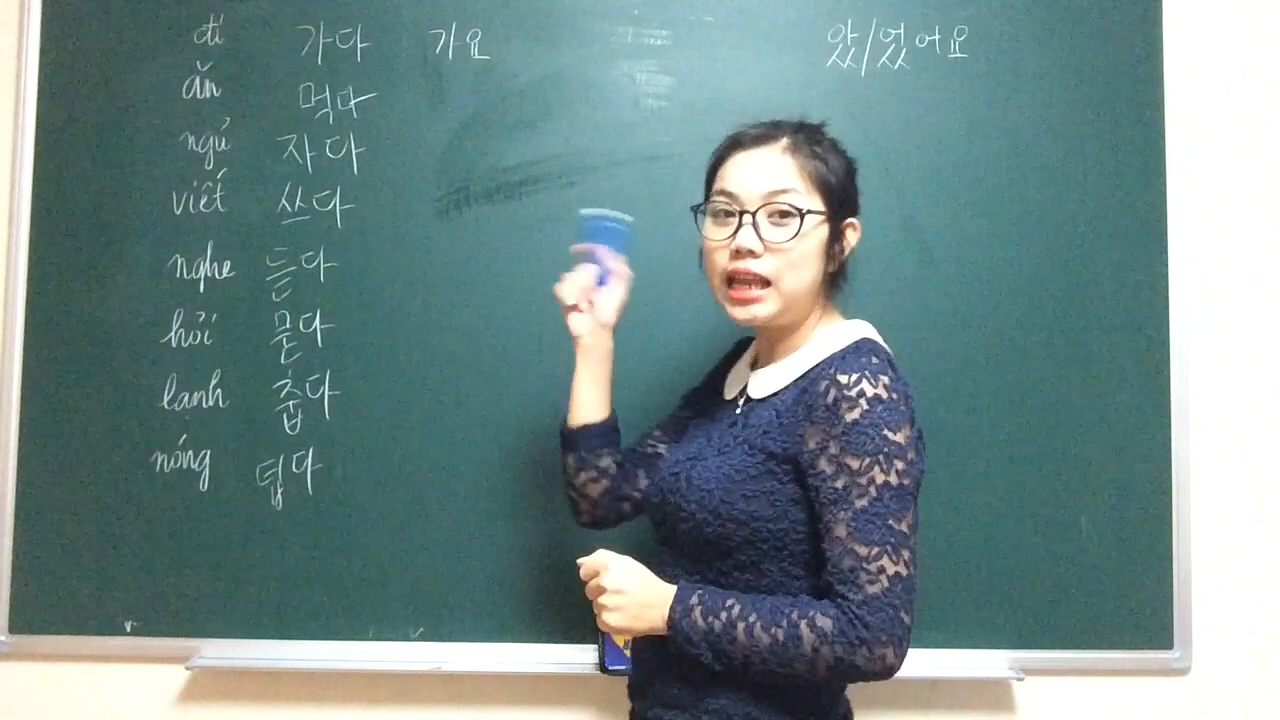 đi 가다 가요 았/었어요
ăn 먹다
ngủ 자다
viết 쓰다
nghe 듣다
hỏi 묻다
lạnh 춥다
nóng 덥다